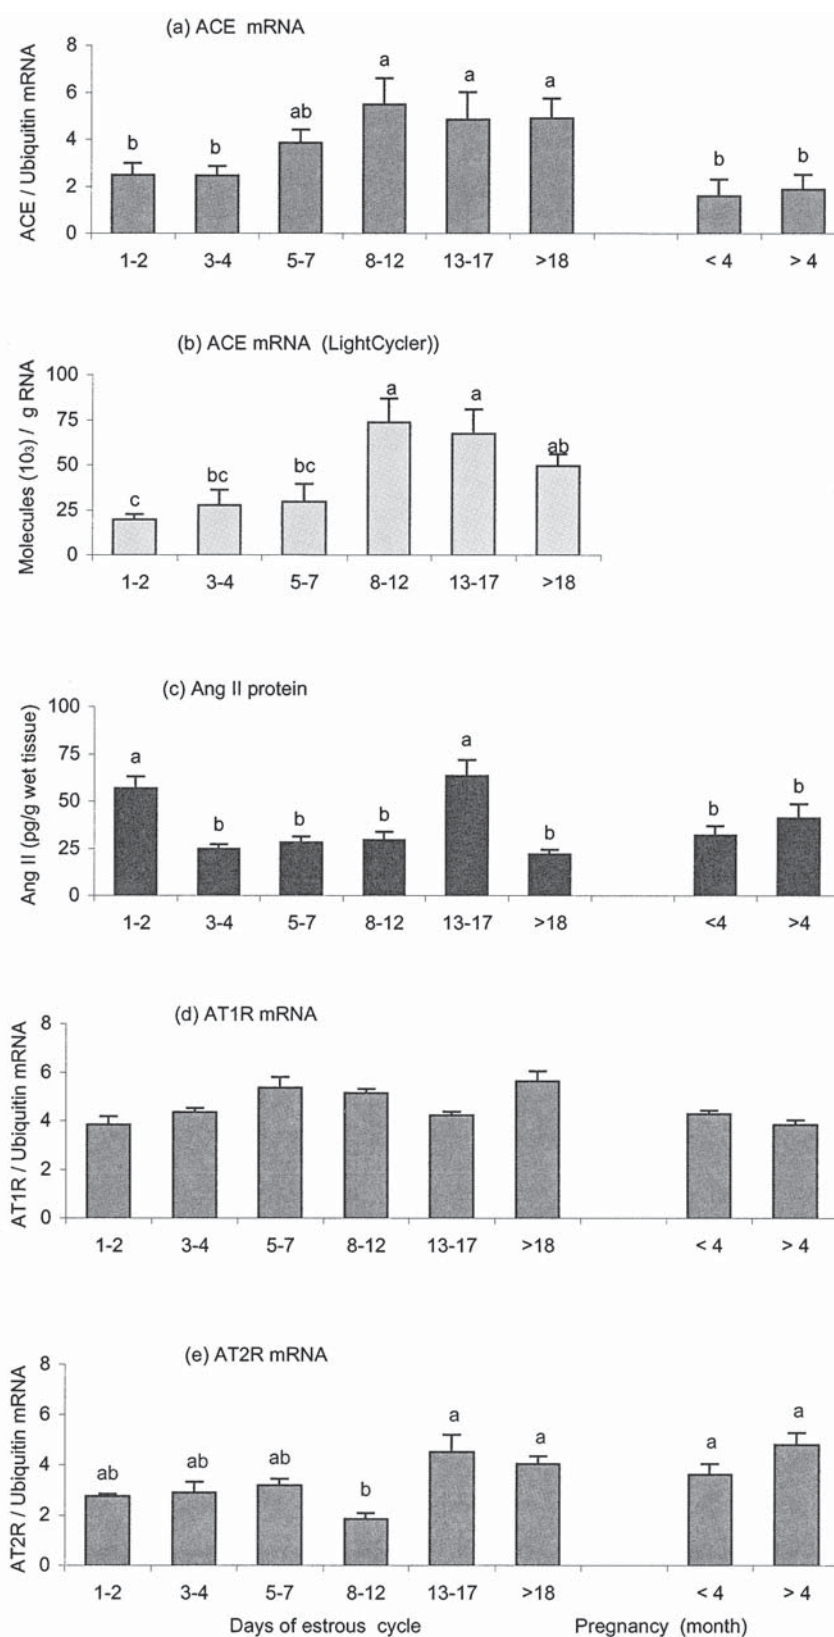 (a) ACE mRNA
ACE / Ubiquitin mRNA
8
6
4
2
0
b b ab a a a b b
1-2 3-4 5-7 8-12 13-17 >18 < 4 > 4
(b) ACE mRNA (LightCycler))
Molecules (10₃) / g RNA
100
75
50
25
0
c bc bc a a ab
1-2 3-4 5-7 8-12 13-17 >18
(c) Ang II protein
Ang II (pg/g wet tissue)
100
75
50
25
0
a b b b a b b b
1-2 3-4 5-7 8-12 13-17 >18 <4 >4
(d) AT1R mRNA
AT1R / Ubiquitin mRNA
8
6
4
2
0
1-2 3-4 5-7 8-12 13-17 >18 < 4 > 4
(e) AT2R mRNA
AT2R / Ubiquitin mRNA
8
6
4
2
0
ab ab ab b a a a a
1-2 3-4 5-7 8-12 13-17 >18 < 4 > 4
Days of estrous cycle Pregnancy (month)